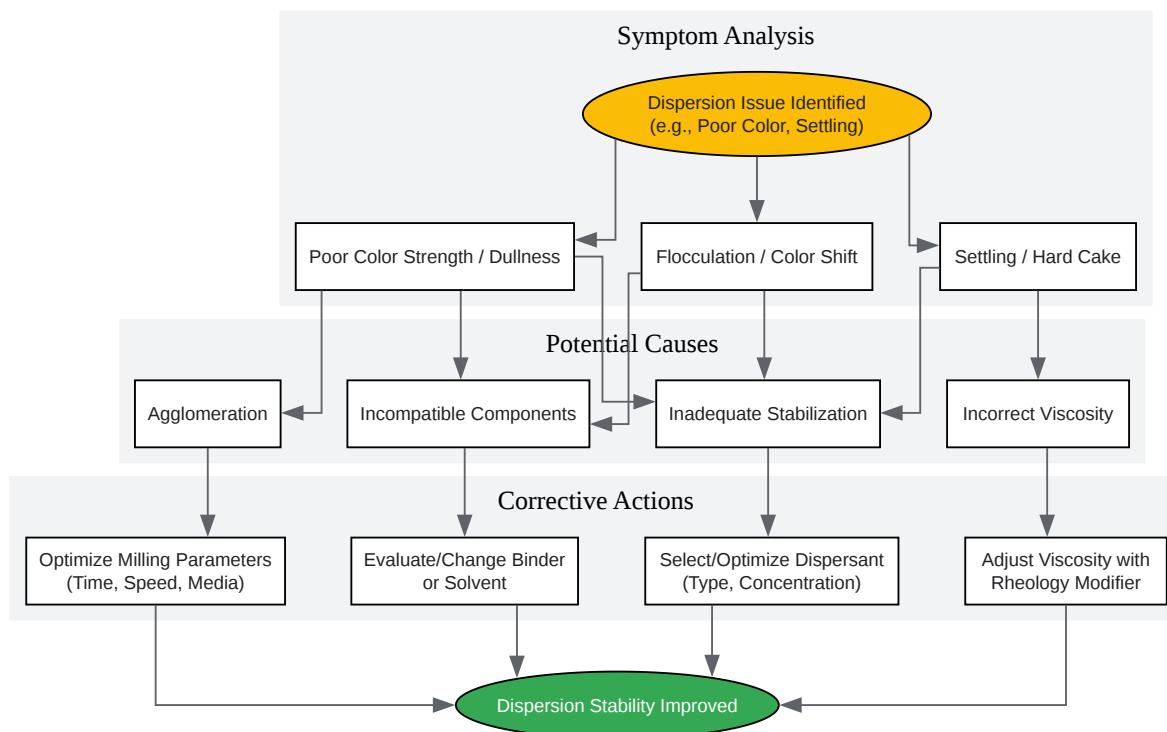 Symptom Analysis
Dispersion Issue Identified
(e.g., Poor Color, Settling)
Poor Color Strength / Dullness
Flocculation / Color Shift
Settling / Hard Cake
Potential Causes
Agglomeration
Incompatible Components
Inadequate Stabilization
Incorrect Viscosity
Corrective Actions
Optimize Milling Parameters
(Time, Speed, Media)
Evaluate/Change Binder
or Solvent
Select/Optimize Dispersant
(Type, Concentration)
Adjust Viscosity with
Rheology Modifier
Dispersion Stability Improved